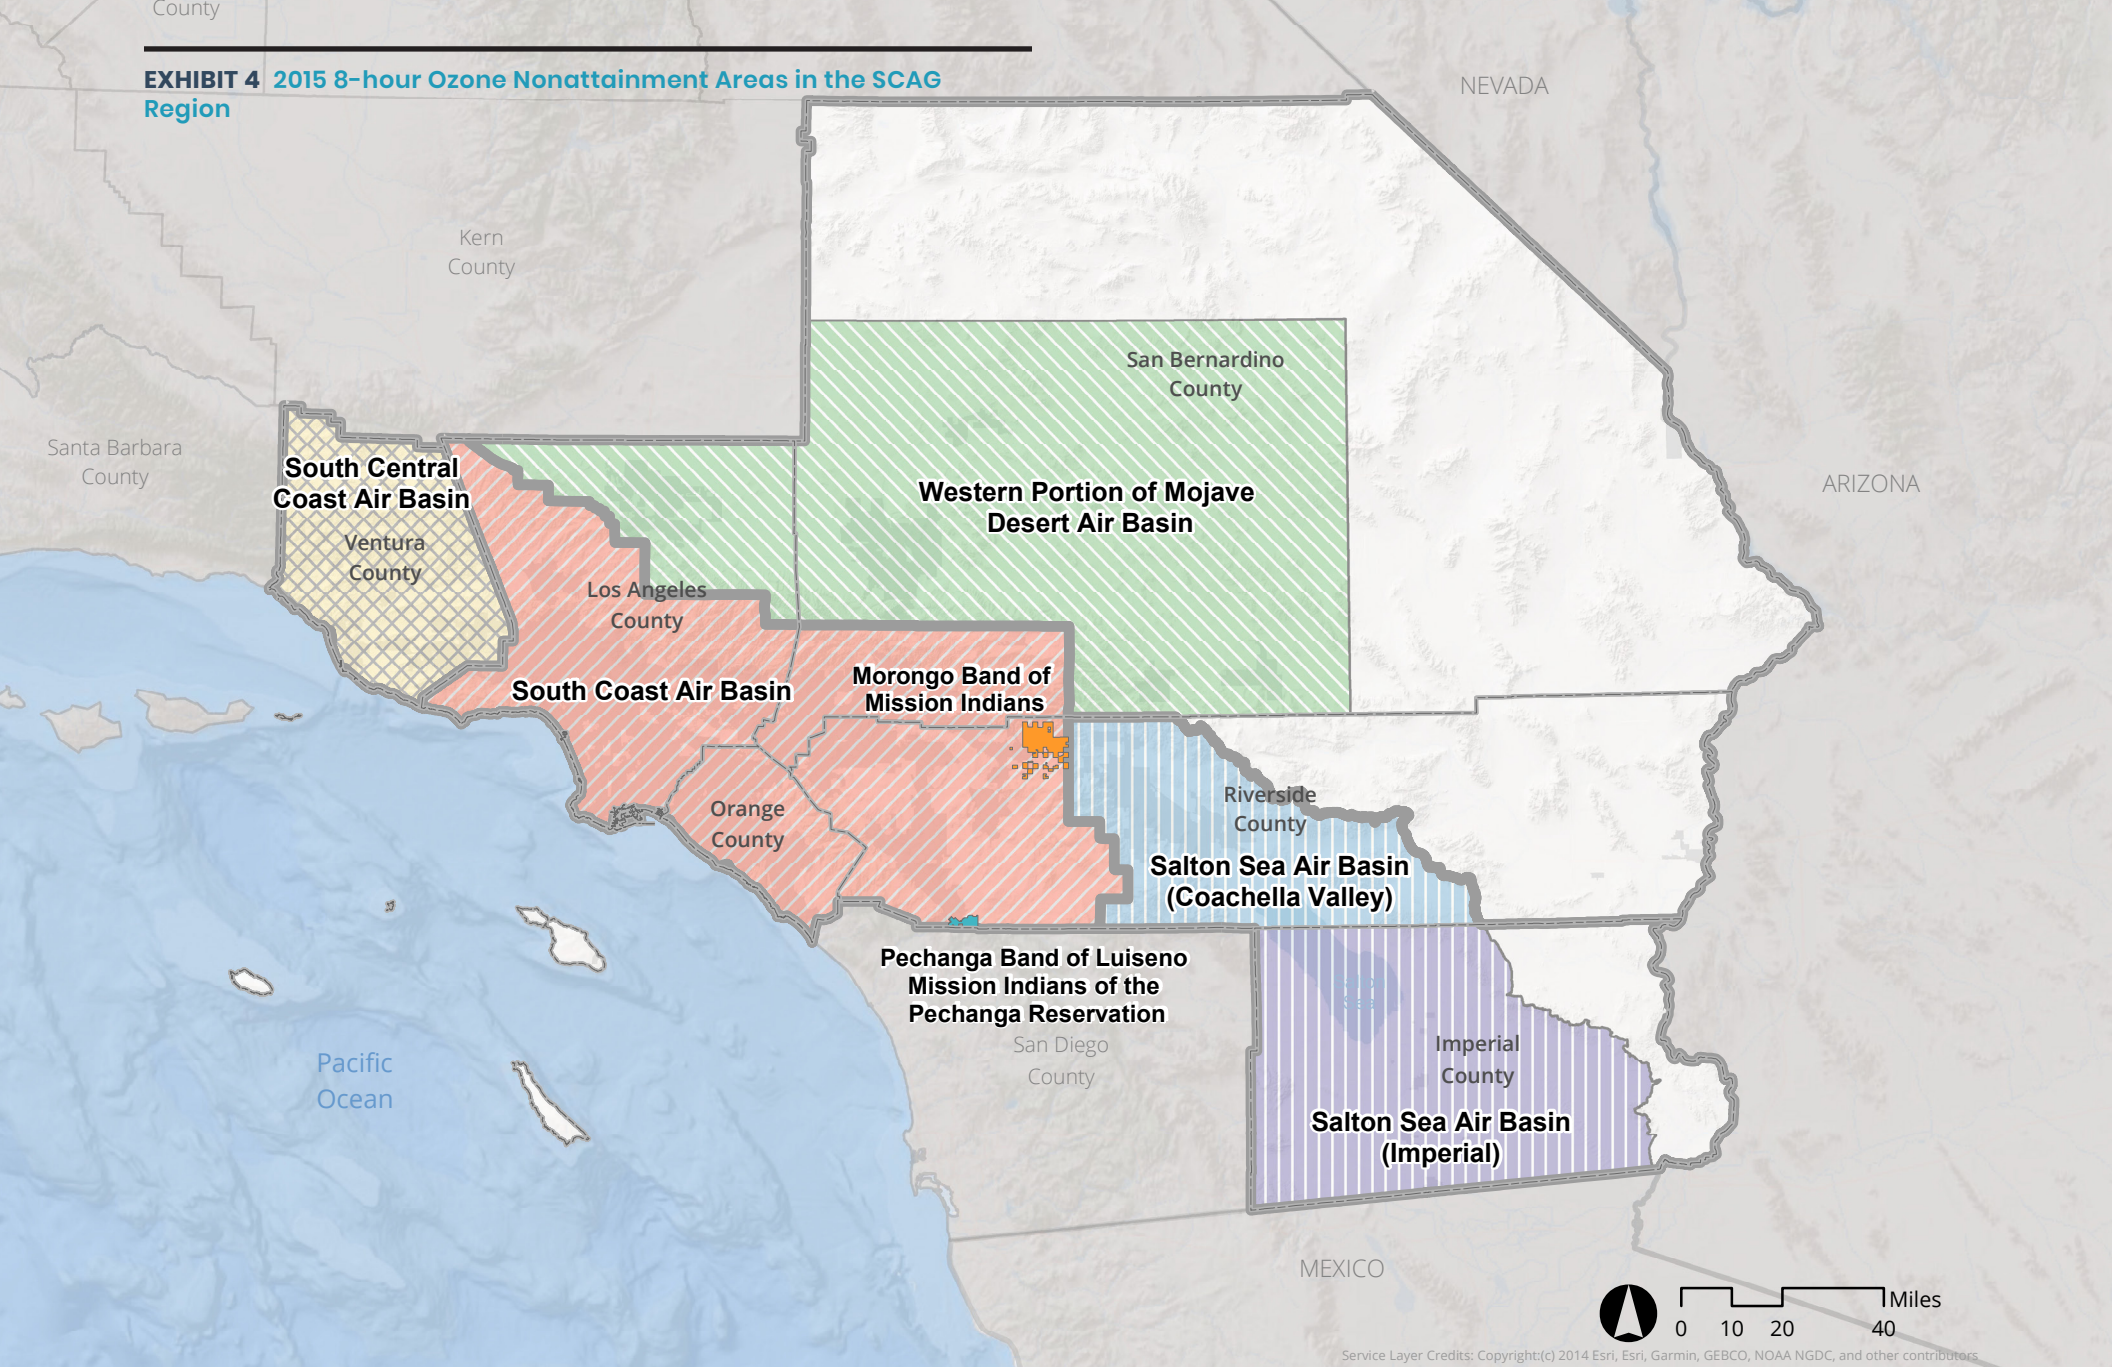 County
EXHIBIT 4 2015 8-hour Ozone Nonattainment Areas in the SCAG
Region
NEVADA
Kern
County
San Bernardino
County
Santa Barbara
County
South Central
Coast Air Basin
Western Portion of Mojave
Desert Air Basin
ARIZONA
Ventura
County
Los Angeles
County
Morongo Band of
Mission Indians
South Coast Air Basin
Orange
County
Riverside
County
Salton Sea Air Basin
(Coachella Valley)
Pechanga Band of Luiseno
Mission Indians of the
Pechanga Reservation
San Diego
County
Imperial
County
Pacific
Ocean
Salton Sea Air Basin
(Imperial)
MEXICO
Miles
0 10 20 40
Service Layer Credits: Copyright:(c) 2014 Esri, Esri, Garmin, GEBCO, NOAA NGDC, and other contributors